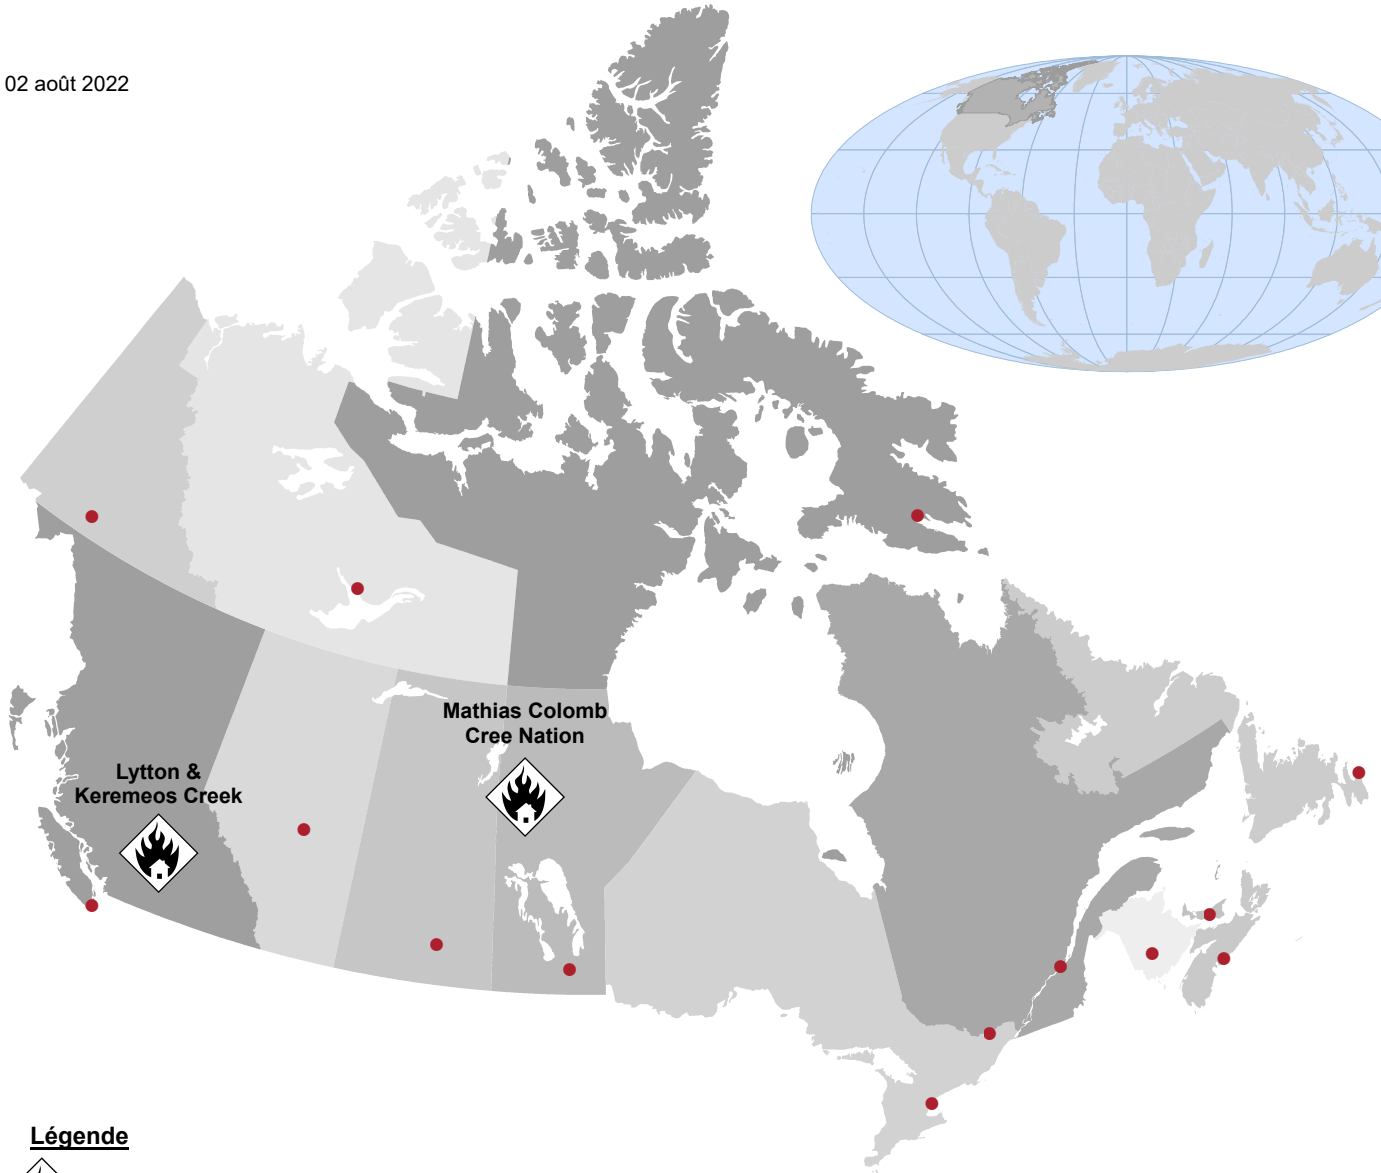 02 août 2022
Mathias Colomb
Cree Nation
Lytton &
Keremeos Creek
Légende